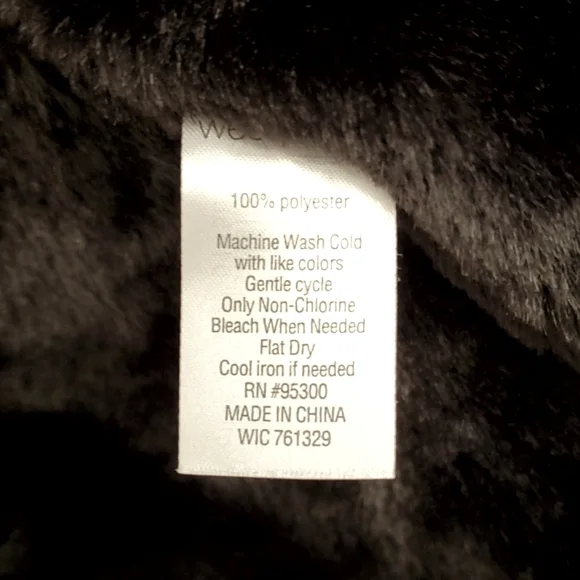 100% polyester
Machine Wash Cold
with like colors
Gentle cycle
Only Non-Chlorine
Bleach When Needed
Flat Dry
Cool iron if needed
RN #95300
MADE IN CHINA
WIC 761329